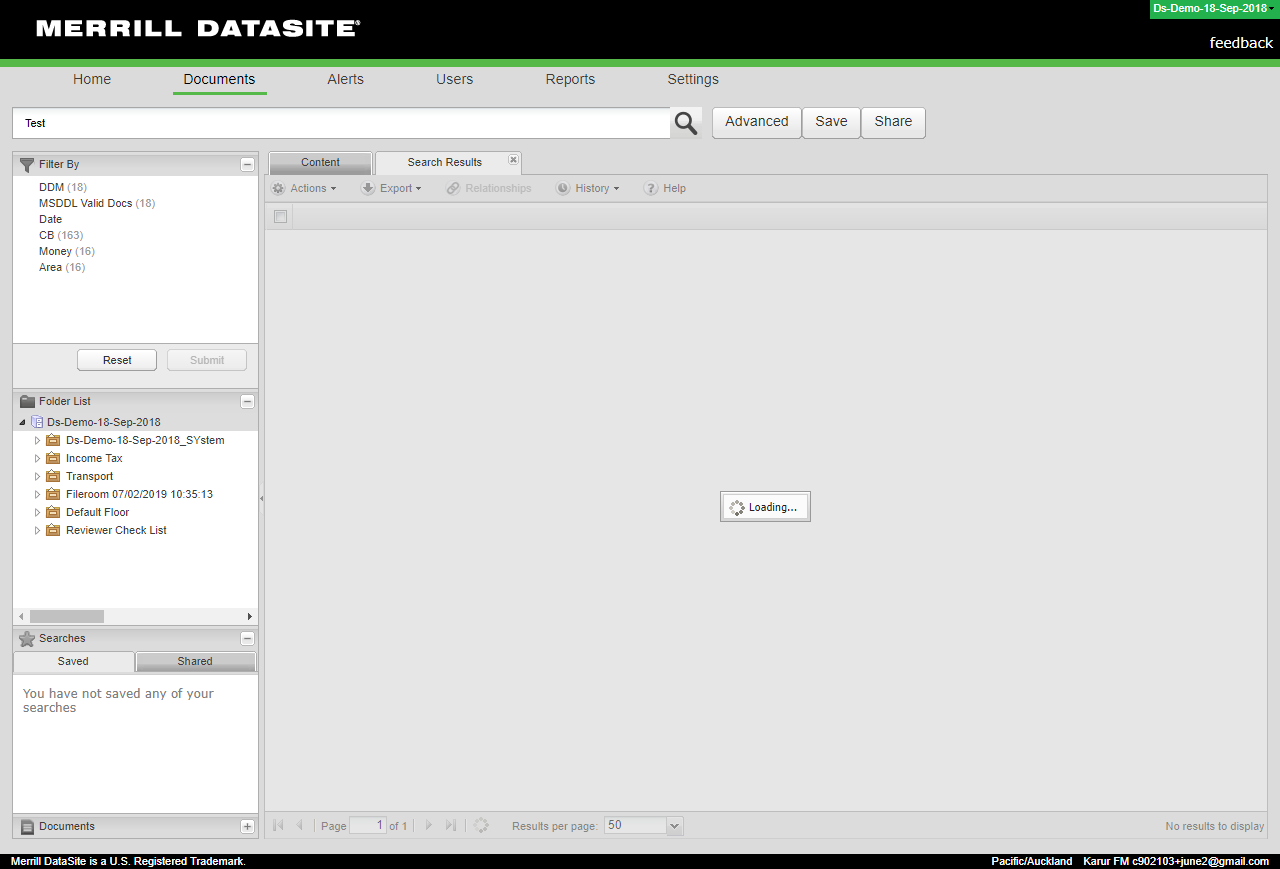 MERRILL DATASITE®
Ds-Demo-18-Sep-2018
feedback
Home Documents Alerts Users Reports Settings
Test
Advanced Save Share
Filter By
DDM (18)
MSDDL Valid Docs (18)
Date
CB (163)
Money (16)
Area (16)
Reset Submit
Folder List
Ds-Demo-18-Sep-2018
Ds-Demo-18-Sep-2018_SYstem
Income Tax
Transport
Fileroom 07/02/2019 10:35:13
Default Floor
Reviewer Check List
Searches
Saved Shared
You have not saved any of your
searches
Documents
Content Search Results
Actions Export Relationships History Help
Loading...
Page 1 of 1 Results per page: 50 No results to display
Merrill DataSite is a U.S. Registered Trademark. Pacific/Auckland Karur FM c902103+june2@gmail.com